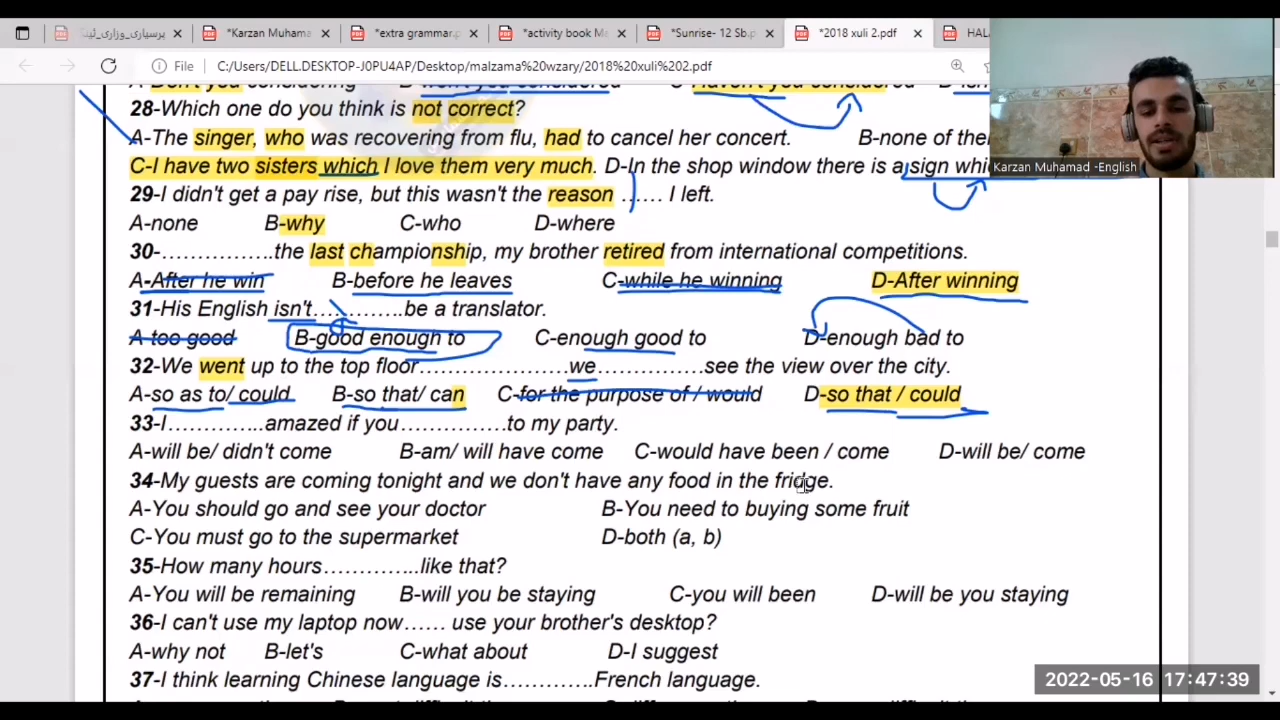 پرسیاری_وزاری_ئینگ *Karzan Muhama *extra grammar.p *activity book Ma *Sunrise- 12 Sb.p *2018 xuli 2.pdf HALA
File C:/Users/DELL.DESKTOP-J0PU4AP/Desktop/malzama%20wzary/2018%20xuli%202.pdf
28-Which one do you think is not correct?
A-The singer, who was recovering from flu, had to cancel her concert. B-none of them
C-I have two sisters which I love them very much. D-In the shop window there is a sign whi
Karzan Muhamad -English
29-I didn't get a pay rise, but this wasn't the reason …… I left.
A-none B-why C-who D-where
30-……………the last championship, my brother retired from international competitions.
A-After he win B-before he leaves C-while he winning D-After winning
31-His English isn't…………be a translator.
A-too good B-good enough to C-enough good to D-enough bad to
32-We went up to the top floor…………………we……………see the view over the city.
A-so as to/ could B-so that/ can C-for the purpose of / would D-so that / could
33-I…………..amazed if you……………to my party.
A-will be/ didn't come B-am/ will have come C-would have been / come D-will be/ come
34-My guests are coming tonight and we don't have any food in the fridge.
A-You should go and see your doctor B-You need to buying some fruit
C-You must go to the supermarket D-both (a, b)
35-How many hours…………..like that?
A-You will be remaining B-will you be staying C-you will been D-will be you staying
36-I can't use my laptop now…… use your brother's desktop?
A-why not B-let's C-what about D-I suggest
37-I think learning Chinese language is………….French language.
2022-05-16 17:47:39